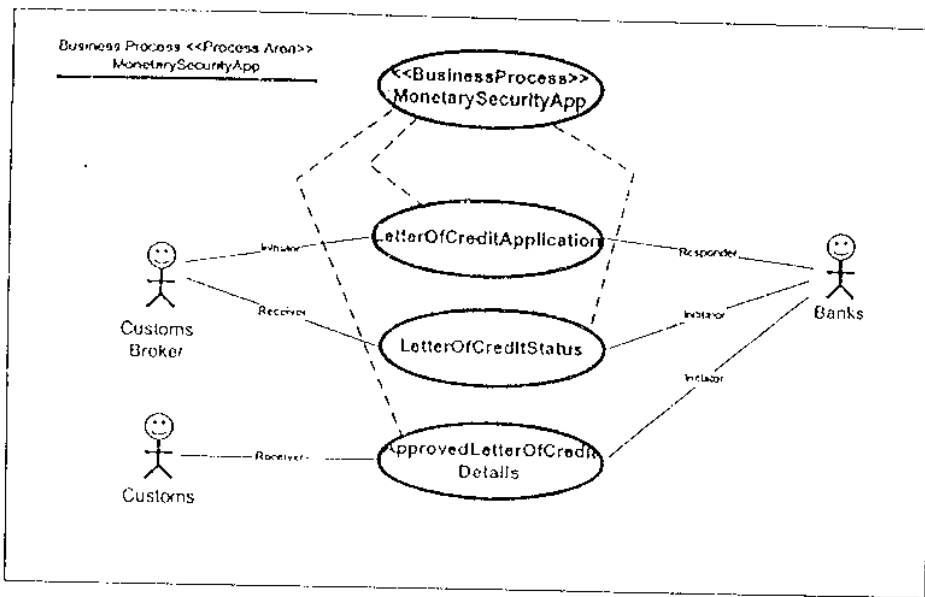 Business Process <<Process Area>>
MonetarySecurityApp
<<BusinessProcess>>
MonetarySecurityApp
LetterOfCreditApplication
Initiator
Responder
Customs
Broker
Banks
Receiver
Initiator
LetterOfCreditStatus
Initiator
ApprovedLetterOfCredit
Details
Receiver
Customs